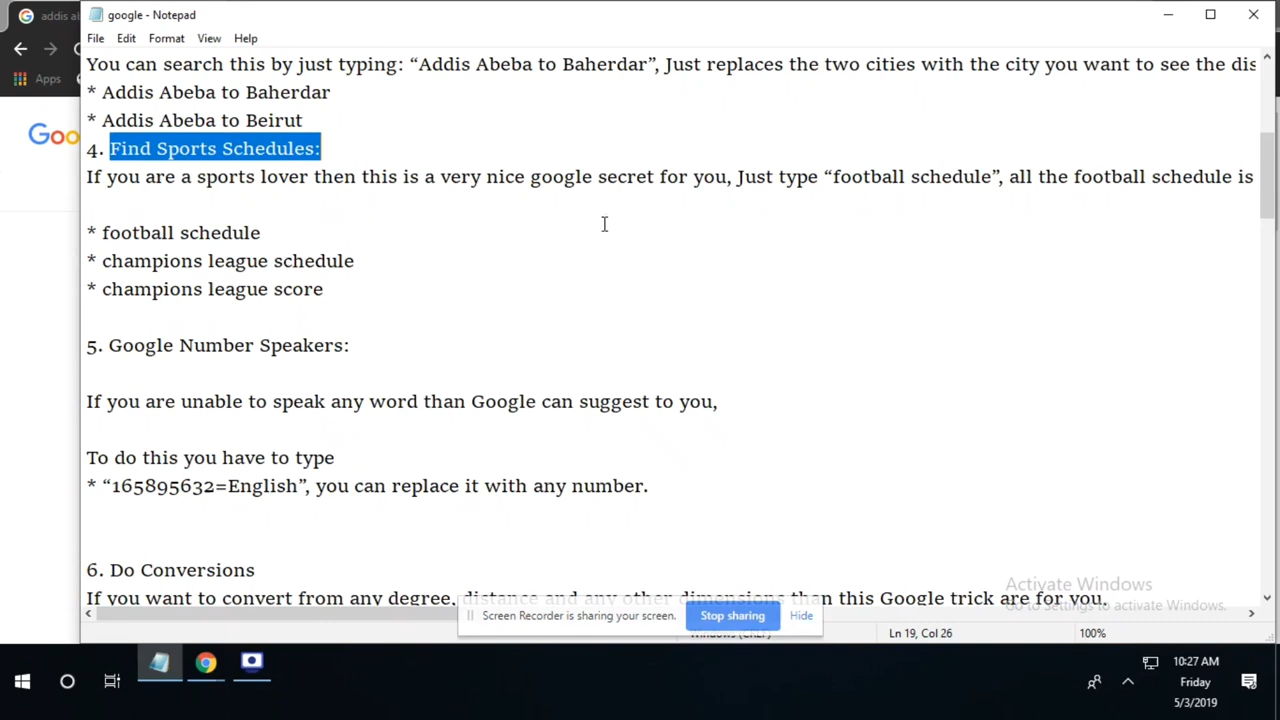 addis al
google - Notepad
File Edit Format View Help
Apps
Goo
You can search this by just typing: “Addis Abeba to Baherdar”, Just replaces the two cities with the city you want to see the dis
* Addis Abeba to Baherdar
* Addis Abeba to Beirut
4. Find Sports Schedules:
If you are a sports lover then this is a very nice google secret for you, Just type “football schedule”, all the football schedule is
* football schedule
* champions league schedule
* champions league score
5. Google Number Speakers:
If you are unable to speak any word than Google can suggest to you,
To do this you have to type
* “165895632=English”, you can replace it with any number.
6. Do Conversions
If you want to convert from any degree, distance and any other dimensions than this Google trick are for you.
Activate Windows
Go to Settings to activate Windows.
Screen Recorder is sharing your screen. Stop sharing Hide
Windows (CRLF) Ln 19, Col 26 100%
10:27 AM
Friday
5/3/2019